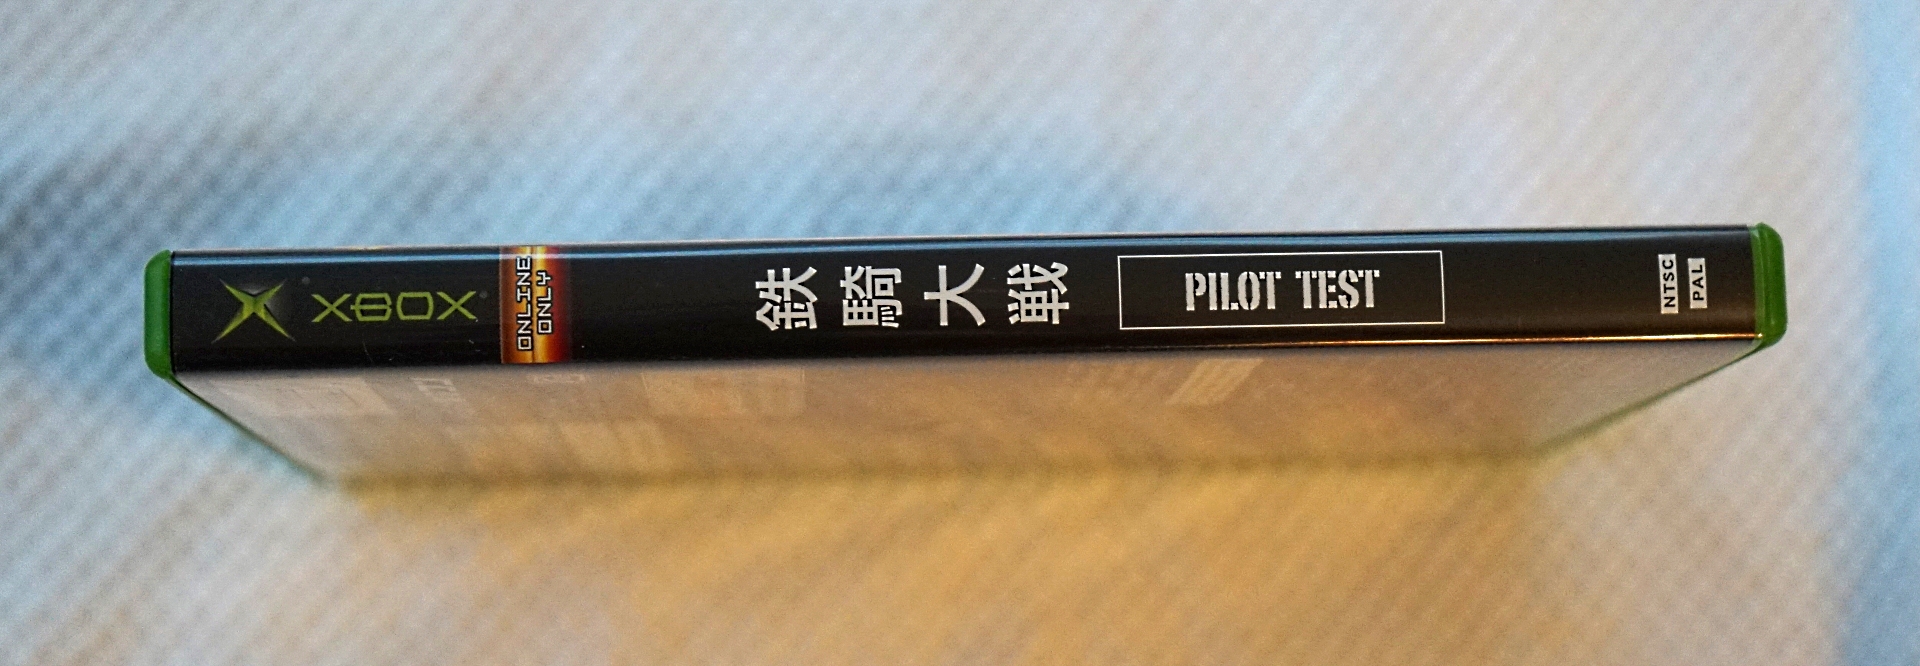 XBOX
ONLINE
ONLY
鉄騎大戦
PILOT TEST
NTSC
PAL